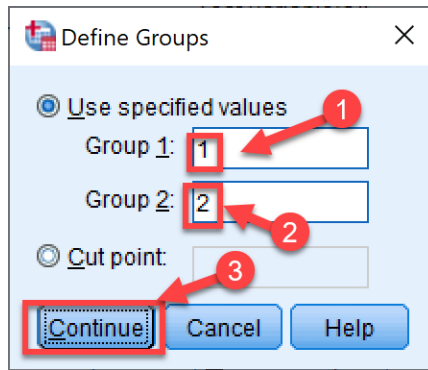 Define Groups
Use specified values
1
Group 1: 1
Group 2: 2
2
Cut point:
3
Continue Cancel Help